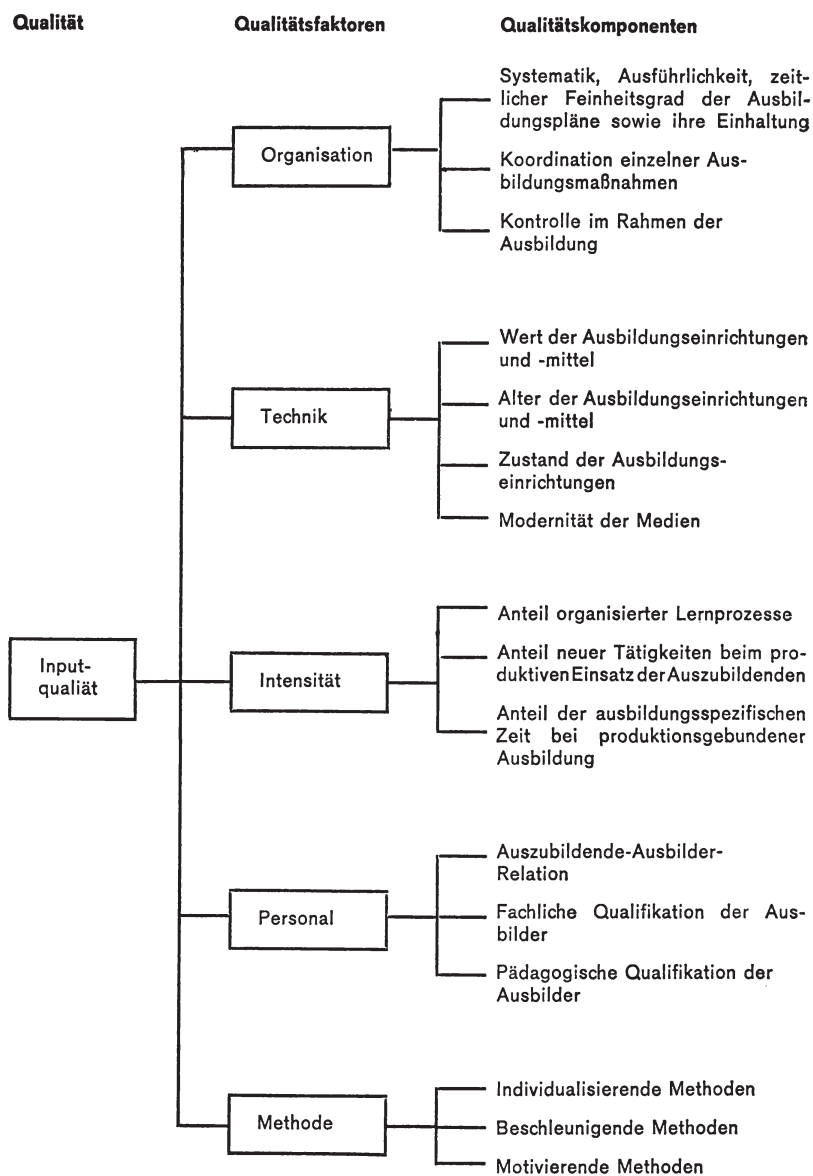 Qualität
Qualitätsfaktoren
Qualitätskomponenten
Organisation
Systematik, Ausführlichkeit, zeit-
licher Feinheitsgrad der Ausbil-
dungspläne sowie ihre Einhaltung
Koordination einzelner Aus-
bildungsmaßnahmen
Kontrolle im Rahmen der
Ausbildung
Technik
Wert der Ausbildungseinrichtungen
und -mittel
Alter der Ausbildungseinrichtungen
und -mittel
Zustand der Ausbildungs-
einrichtungen
Modernität der Medien
Input-
qualiät
Intensität
Anteil organisierter Lernprozesse
Anteil neuer Tätigkeiten beim pro-
duktiven Einsatz der Auszubildenden
Anteil der ausbildungsspezifischen
Zeit bei produktionsgebundener
Ausbildung
Personal
Auszubildende-Ausbilder-
Relation
Fachliche Qualifikation der Aus-
bilder
Pädagogische Qualifikation der
Ausbilder
Methode
Individualisierende Methoden
Beschleunigende Methoden
Motivierende Methoden